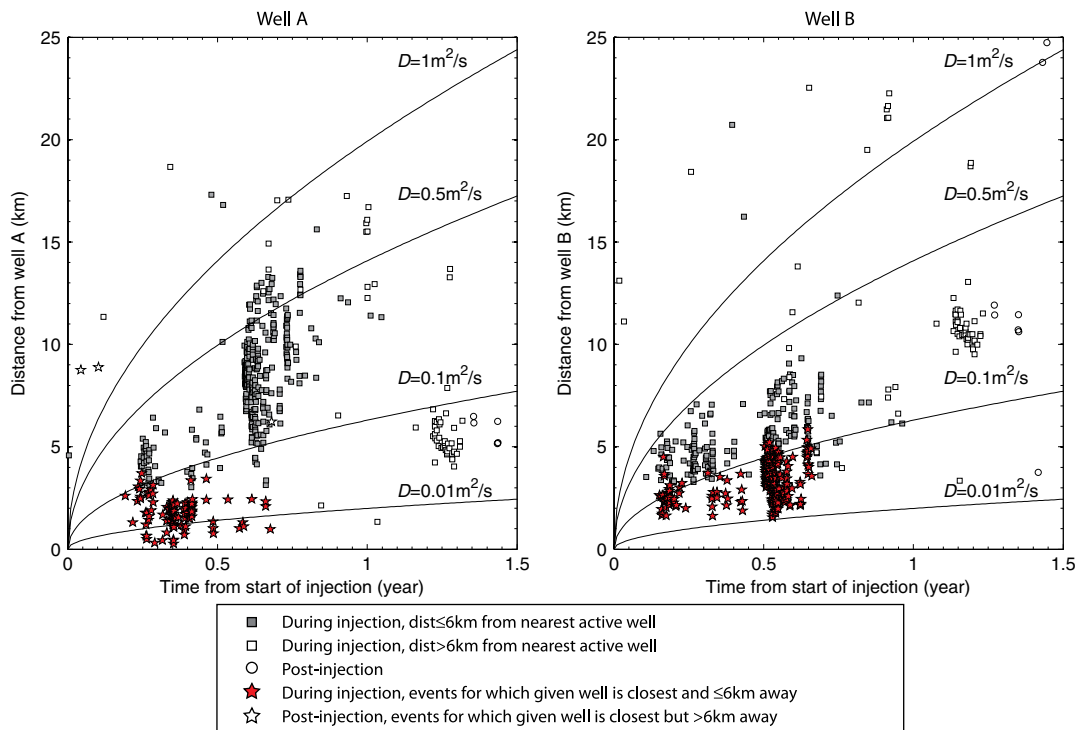 Well A
Well B
25
20
15
10
5
0
Distance from well A (km)
D=1m²/s
D=0.5m²/s
D=0.1m²/s
D=0.01m²/s
0
0.5
1
1.5
Time from start of injection (year)
25
20
15
10
5
0
Distance from well B (km)
D=1m²/s
D=0.5m²/s
D=0.1m²/s
D=0.01m²/s
0
0.5
1
1.5
Time from start of injection (year)
During injection, dist≤6km from nearest active well
During injection, dist>6km from nearest active well
Post-injection
During injection, events for which given well is closest and ≤6km away
Post-injection, events for which given well is closest but >6km away